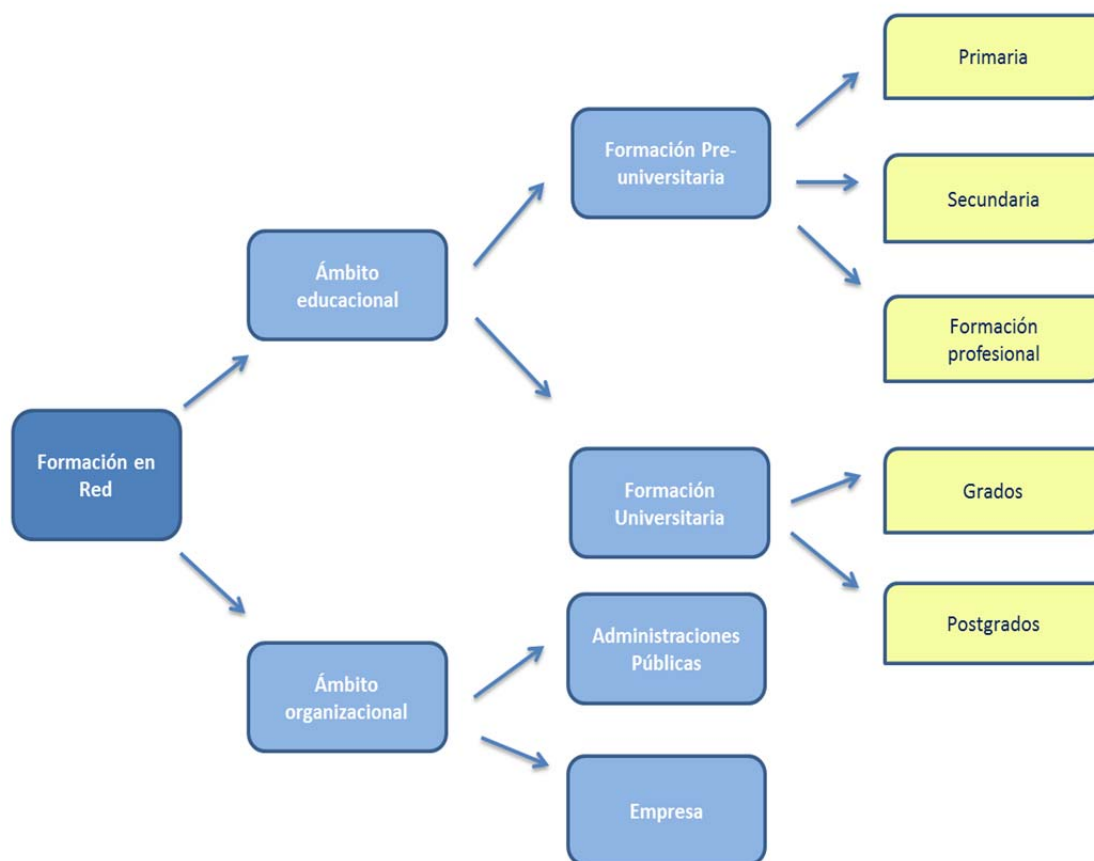 Primaria
Formación Pre-
universitaria
Secundaria
Ámbito
educacional
Formación
profesional
Formación en
Red
Formación
Universitaria
Grados
Administraciones
Públicas
Postgrados
Ámbito
organizacional
Empresa